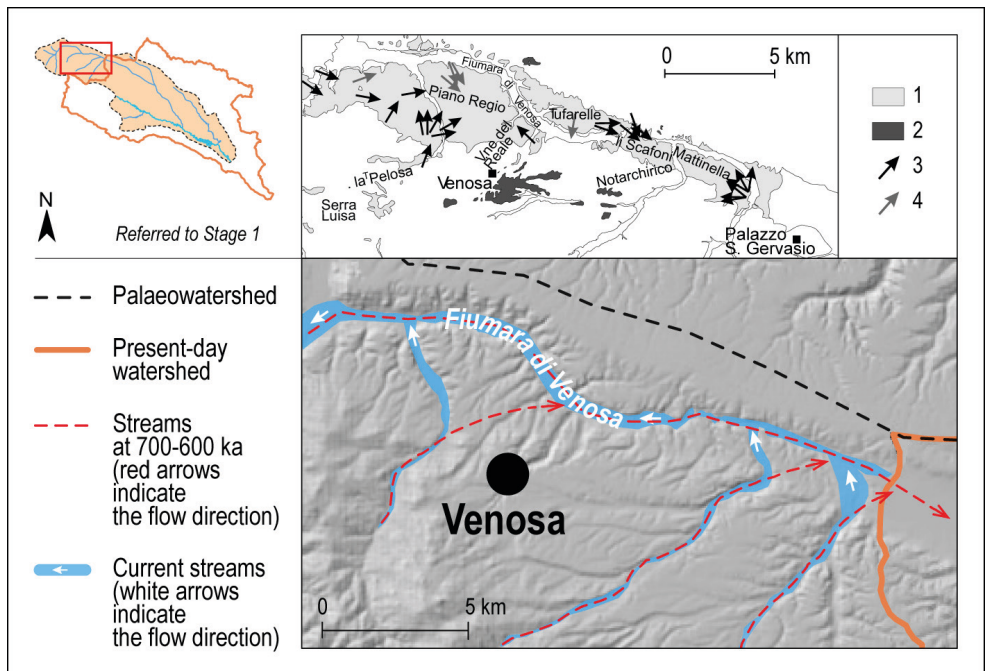 N
Referred to Stage 1
Palaeowatershed
Present-day
watershed
Streams
at 700-600 ka
(red arrows
indicate
the flow direction)
Current streams
(white arrows
indicate
the flow direction)
0 5 km
Fiumara
di Venosa
Piano Regio
Tufarelle
li Scafoni
Mattinella
Vne del
Reale
la Pelosa
Venosa
Notarchirico
Serra
Luisa
Palazzo
S. Gervasio
1
2
3
4
Fiumara di Venosa
Venosa
0 5 km